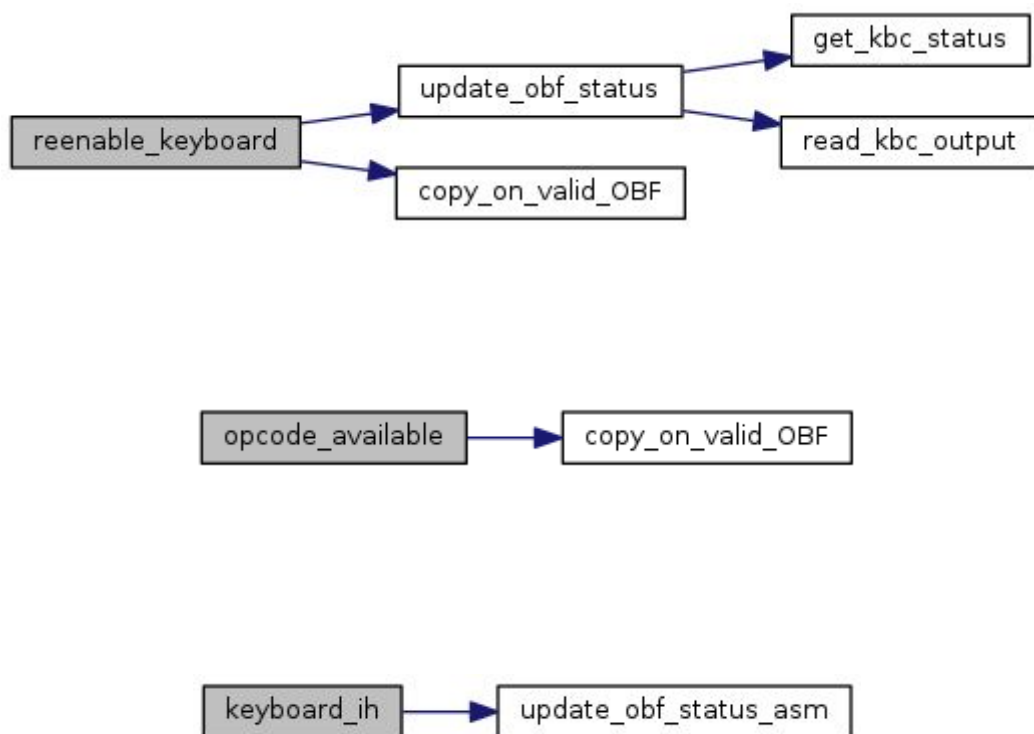 get_kbc_status
update_obf_status
reenable_keyboard
read_kbc_output
copy_on_valid_OBF
opcode_available
copy_on_valid_OBF
keyboard_ih
update_obf_status_asm